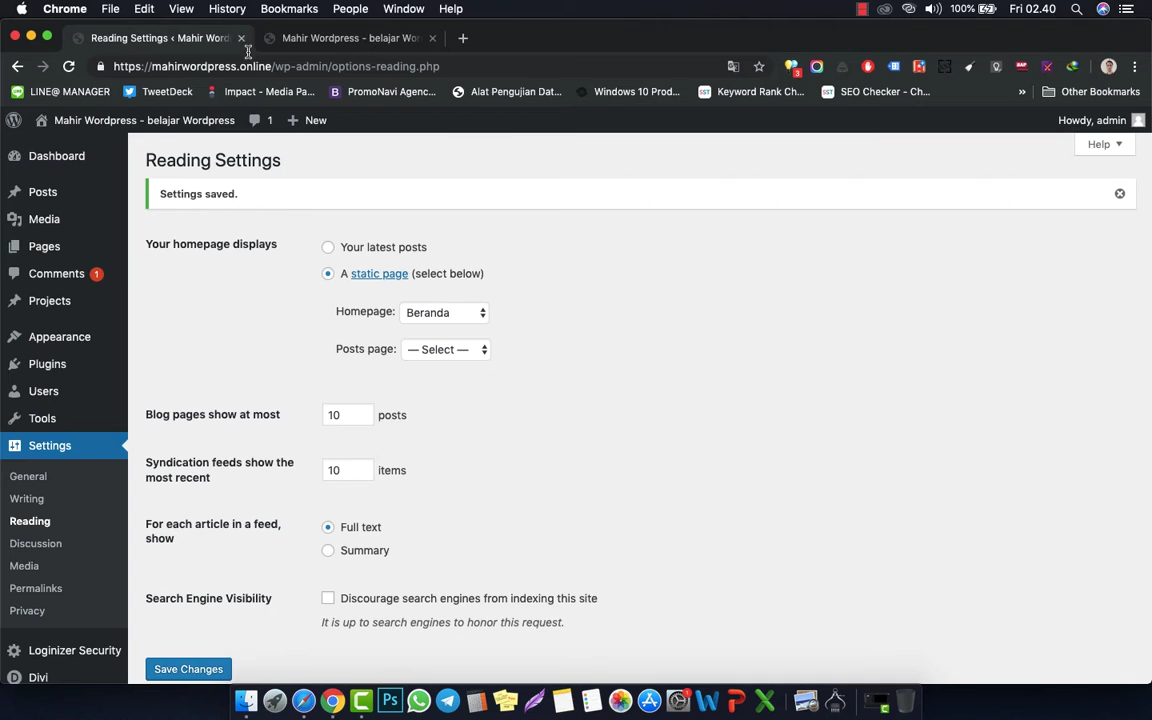 Chrome File Edit View History Bookmarks People Window Help 100% Fri 02.40
Reading Settings ‹ Mahir Word
Mahir Wordpress - belajar Wor
https://mahirwordpress.online/wp-admin/options-reading.php
3
LINE@ MANAGER TweetDeck Impact - Media Pa... PromoNavi Agenc... Alat Pengujian Dat... Windows 10 Produ... Keyword Rank Ch... SEO Checker - Ch... » Other Bookmarks
Mahir Wordpress - belajar Wordpress 1 New Howdy, admin
Help
Dashboard
Posts
Media
Pages
Comments 1
Projects
Appearance
Plugins
Users
Tools
Settings
General
Writing
Reading
Discussion
Media
Permalinks
Privacy
Loginizer Security
Divi
Reading Settings
Settings saved.
Your homepage displays
Your latest posts
A static page (select below)
Homepage: Beranda
Posts page: — Select —
Blog pages show at most 10 posts
Syndication feeds show the
most recent
10 items
For each article in a feed,
show
Full text
Summary
Search Engine Visibility
Discourage search engines from indexing this site
It is up to search engines to honor this request.
Save Changes